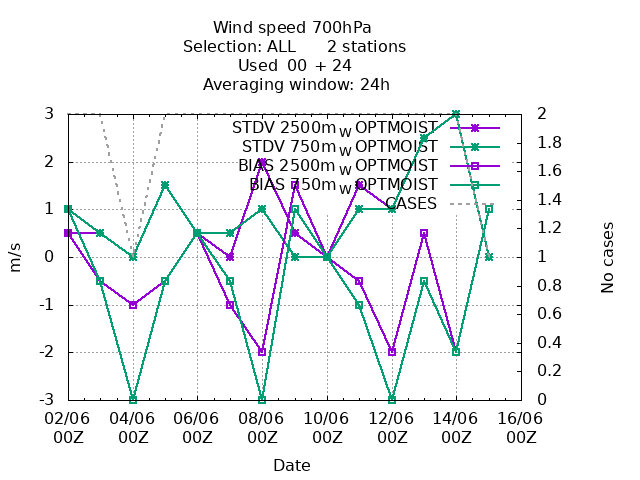 Wind speed 700hPa
Selection: ALL 2 stations
Used 00 + 24
Averaging window: 24h
STDV 2500m W OPTMOIST
STDV 750m W OPTMOIST
BIAS 2500m W OPTMOIST
BIAS 750m W OPTMOIST
CASES
3
2
1
0
-1
-2
-3
m/s
2
1.8
1.6
1.4
1.2
1
0.8
0.6
0.4
0.2
0
No cases
02/06 04/06 06/06 08/06 10/06 12/06 14/06 16/06
00Z 00Z 00Z 00Z 00Z 00Z 00Z 00Z
Date